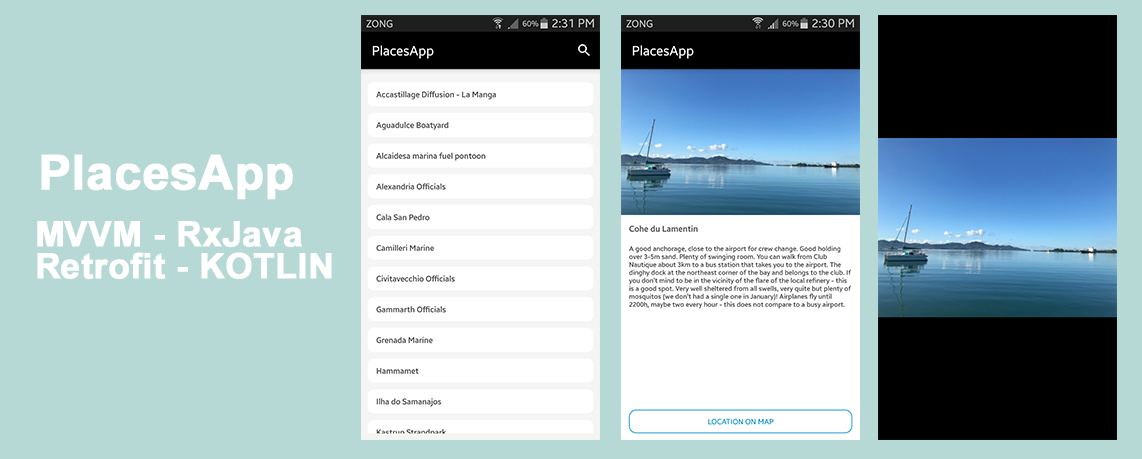 PlacesApp
MVVM - RxJava
Retrofit - KOTLIN
ZONG 60% 2:31 PM
PlacesApp
Accastillage Diffusion - La Manga
Aguadulce Boatyard
Alcaidesa marina fuel pontoon
Alexandria Officials
Cala San Pedro
Camilleri Marine
Civitavecchio Officials
Gammarth Officials
Grenada Marine
Hammamet
Ilha do Samanajos
Kastrup Strandpark
ZONG 60% 2:30 PM
PlacesApp
Cohe du Lamentin
A good anchorage, close to the airport for crew change. Good holding
over 3-5m sand. Plenty of swinging room. You can walk from Club
Nautique about 3km to a bus station that takes you to the airport. The
dinghy dock at the northeast corner of the bay and belongs to the club. If
you don't mind to be in the vicinity of the flare of the local refinery - this
is a good spot. Very well sheltered from all swells, very quite but plenty of
mosquitos (we don't had a single one in January)! Airplanes fly until
2200h, maybe two every hour - this does not compare to a busy airport.
LOCATION ON MAP